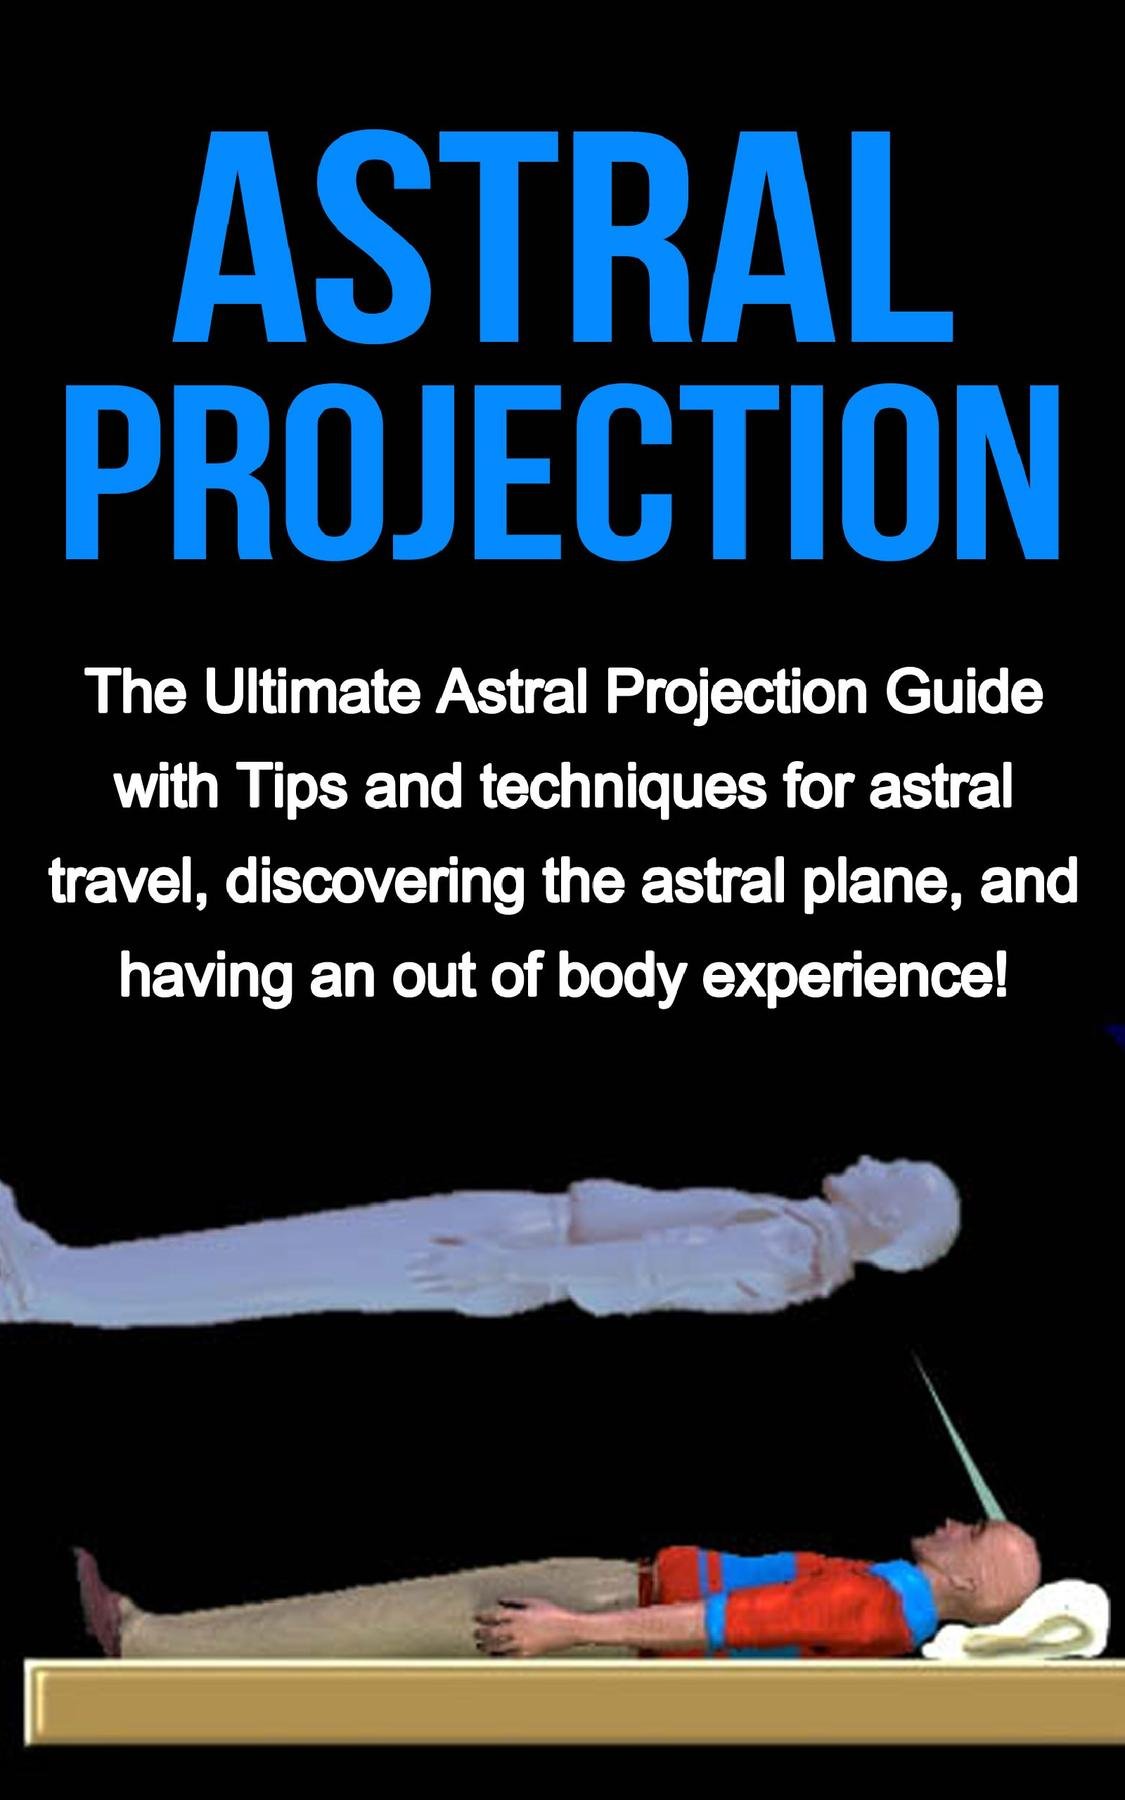 ASTRAL
PROJECTION
The Ultimate Astral Projection Guide
with Tips and techniques for astral
travel, discovering the astral plane, and
having an out of body experience!